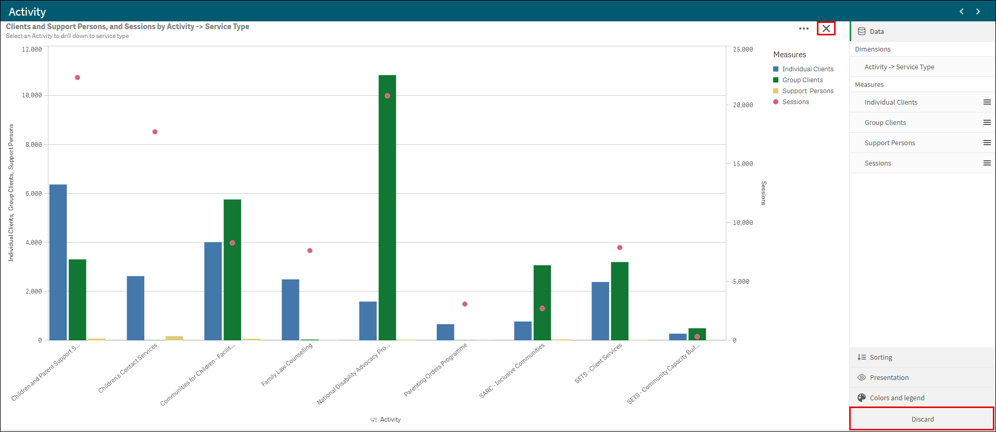 Activity
Clients and Support Persons, and Sessions by Activity -> Service Type
Select an Activity to drill down to service type
12,000
10,000
8,000
6,000
4,000
2,000
0
Individual Clients, Group Clients, Support Persons
25,000
20,000
15,000
10,000
5,000
0
Sessions
Children and Parent Support S...
Children's Contact Services
Communities for Children - Facilit...
Family Law Counselling
National Disability Advocacy Pro...
Parenting Orders Programme
SARC - Inclusive Communities
SETS - Client Services
SETS - Community Capacity Buil...
Activity
Measures
Individual Clients
Group Clients
Support Persons
Sessions
Data
Dimensions
Activity -> Service Type
Measures
Individual Clients
Group Clients
Support Persons
Sessions
Sorting
Presentation
Colors and legend
Discard